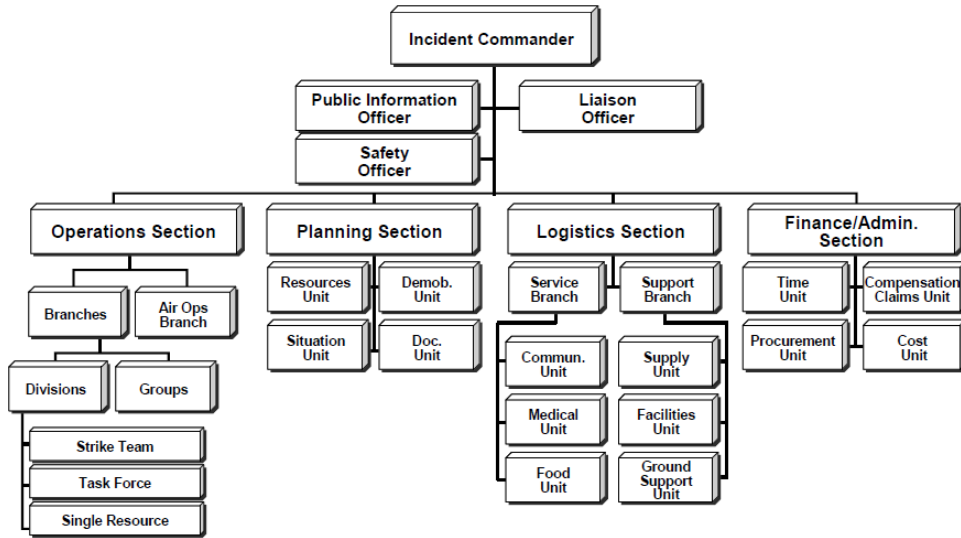 Incident Commander
Public Information
Officer
Liaison
Officer
Safety
Officer
Operations Section
Planning Section
Logistics Section
Finance/Admin.
Section
Branches
Air Ops
Branch
Divisions
Groups
Strike Team
Task Force
Single Resource
Resources
Unit
Demob.
Unit
Situation
Unit
Doc.
Unit
Service
Branch
Support
Branch
Commun.
Unit
Supply
Unit
Medical
Unit
Facilities
Unit
Food
Unit
Ground
Support
Unit
Time
Unit
Compensation
Claims Unit
Procurement
Unit
Cost
Unit